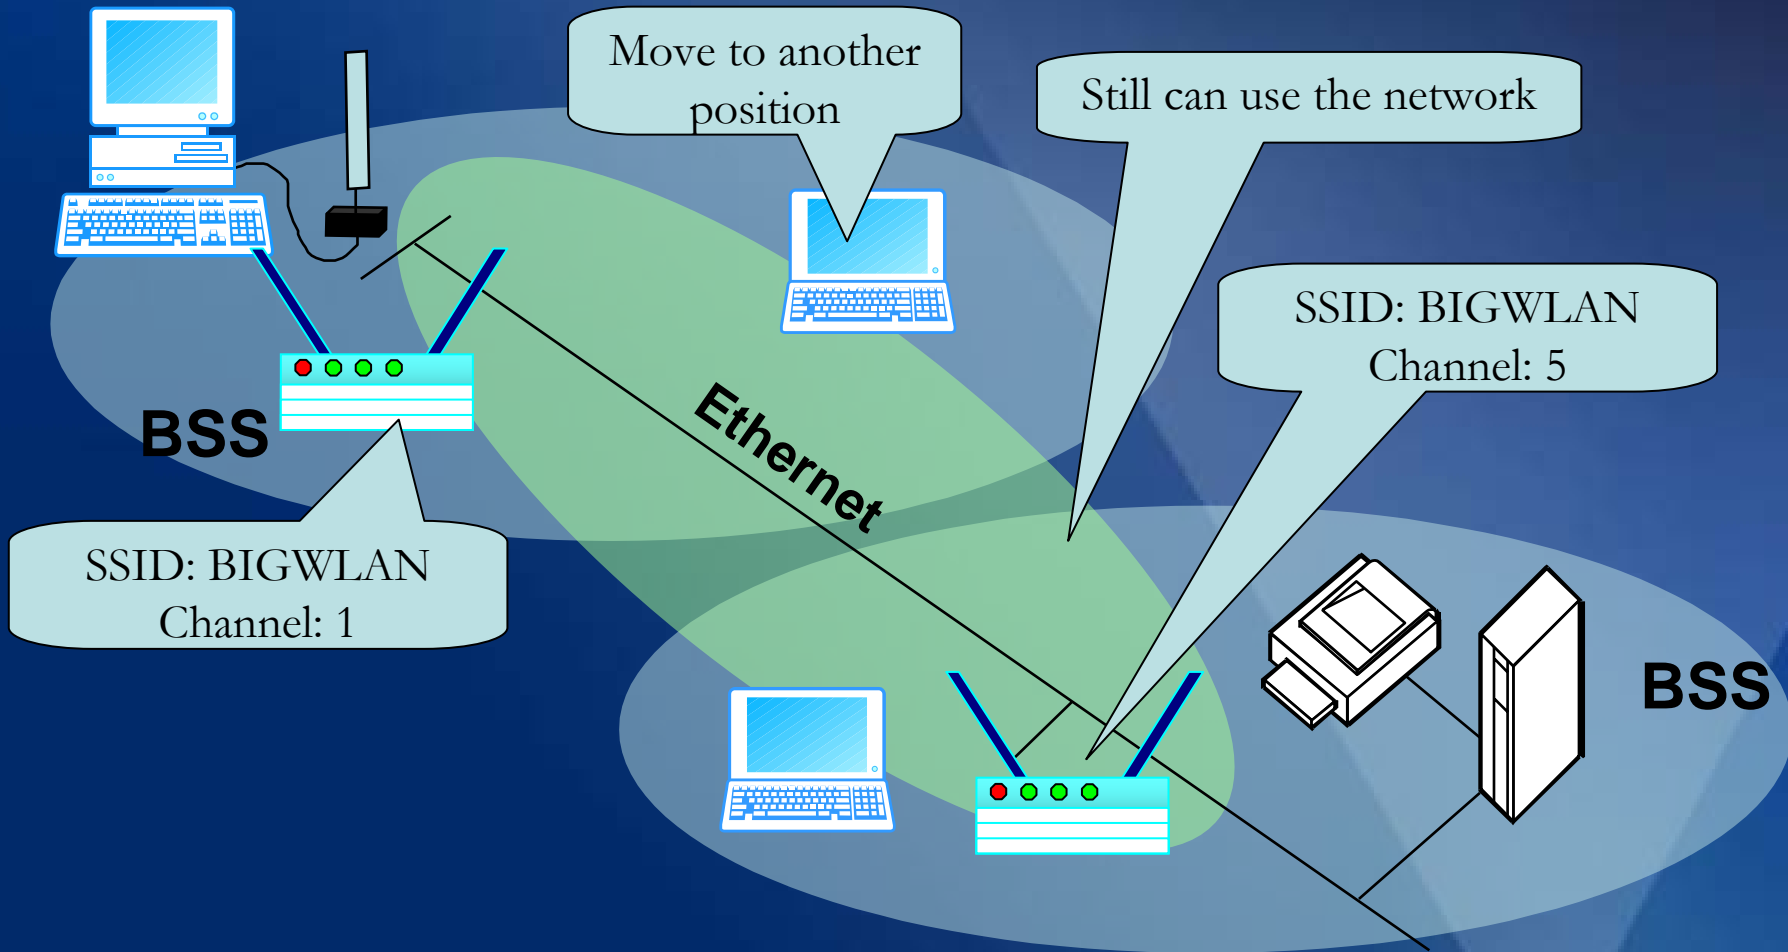 Move to another
position
Still can use the network
SSID: BIGWLAN
Channel: 5
BSS
Ethernet
SSID: BIGWLAN
Channel: 1
BSS